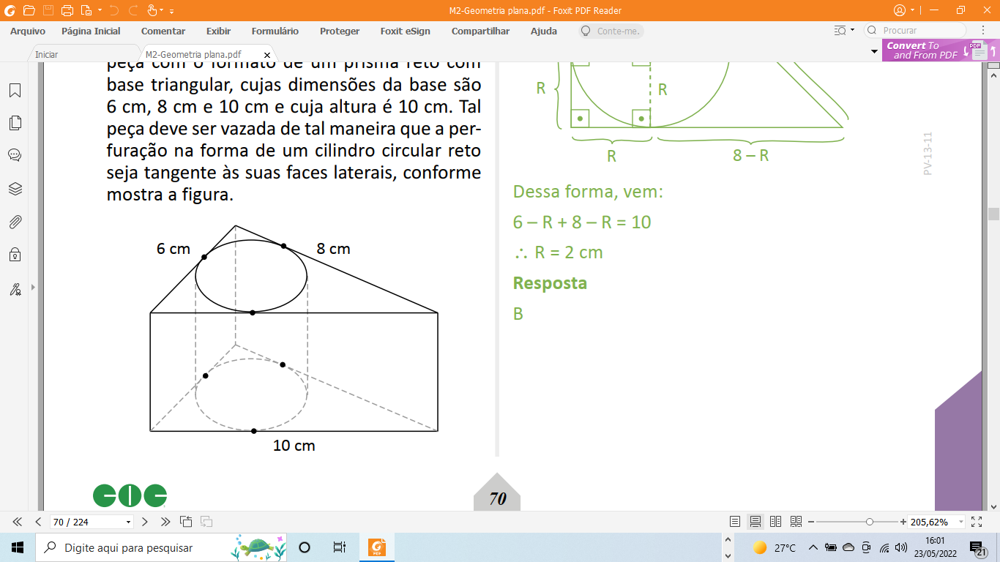 M2-Geometria plana.pdf - Foxit PDF Reader
Arquivo Página Inicial Comentar Exibir Formulário Proteger Foxit eSign Compartilhar Ajuda Conte-me. Procurar
Iniciar M2-Geometria plana.pdf
Convert To
and From PDF
PDF
peça com o formato de um prisma reto com
base triangular, cujas dimensões da base são
6 cm, 8 cm e 10 cm e cuja altura é 10 cm. Tal
peça deve ser vazada de tal maneira que a per-
furação na forma de um cilindro circular reto
seja tangente às suas faces laterais, conforme
mostra a figura.
6 cm 8 cm
10 cm
R R
R 8 – R
Dessa forma, vem:
6 – R + 8 – R = 10
∴ R = 2 cm
Resposta
B
PV-13-11
70
70 / 224
205,62%
Digite aqui para pesquisar
PDF
27°C
16:01
23/05/2022
21